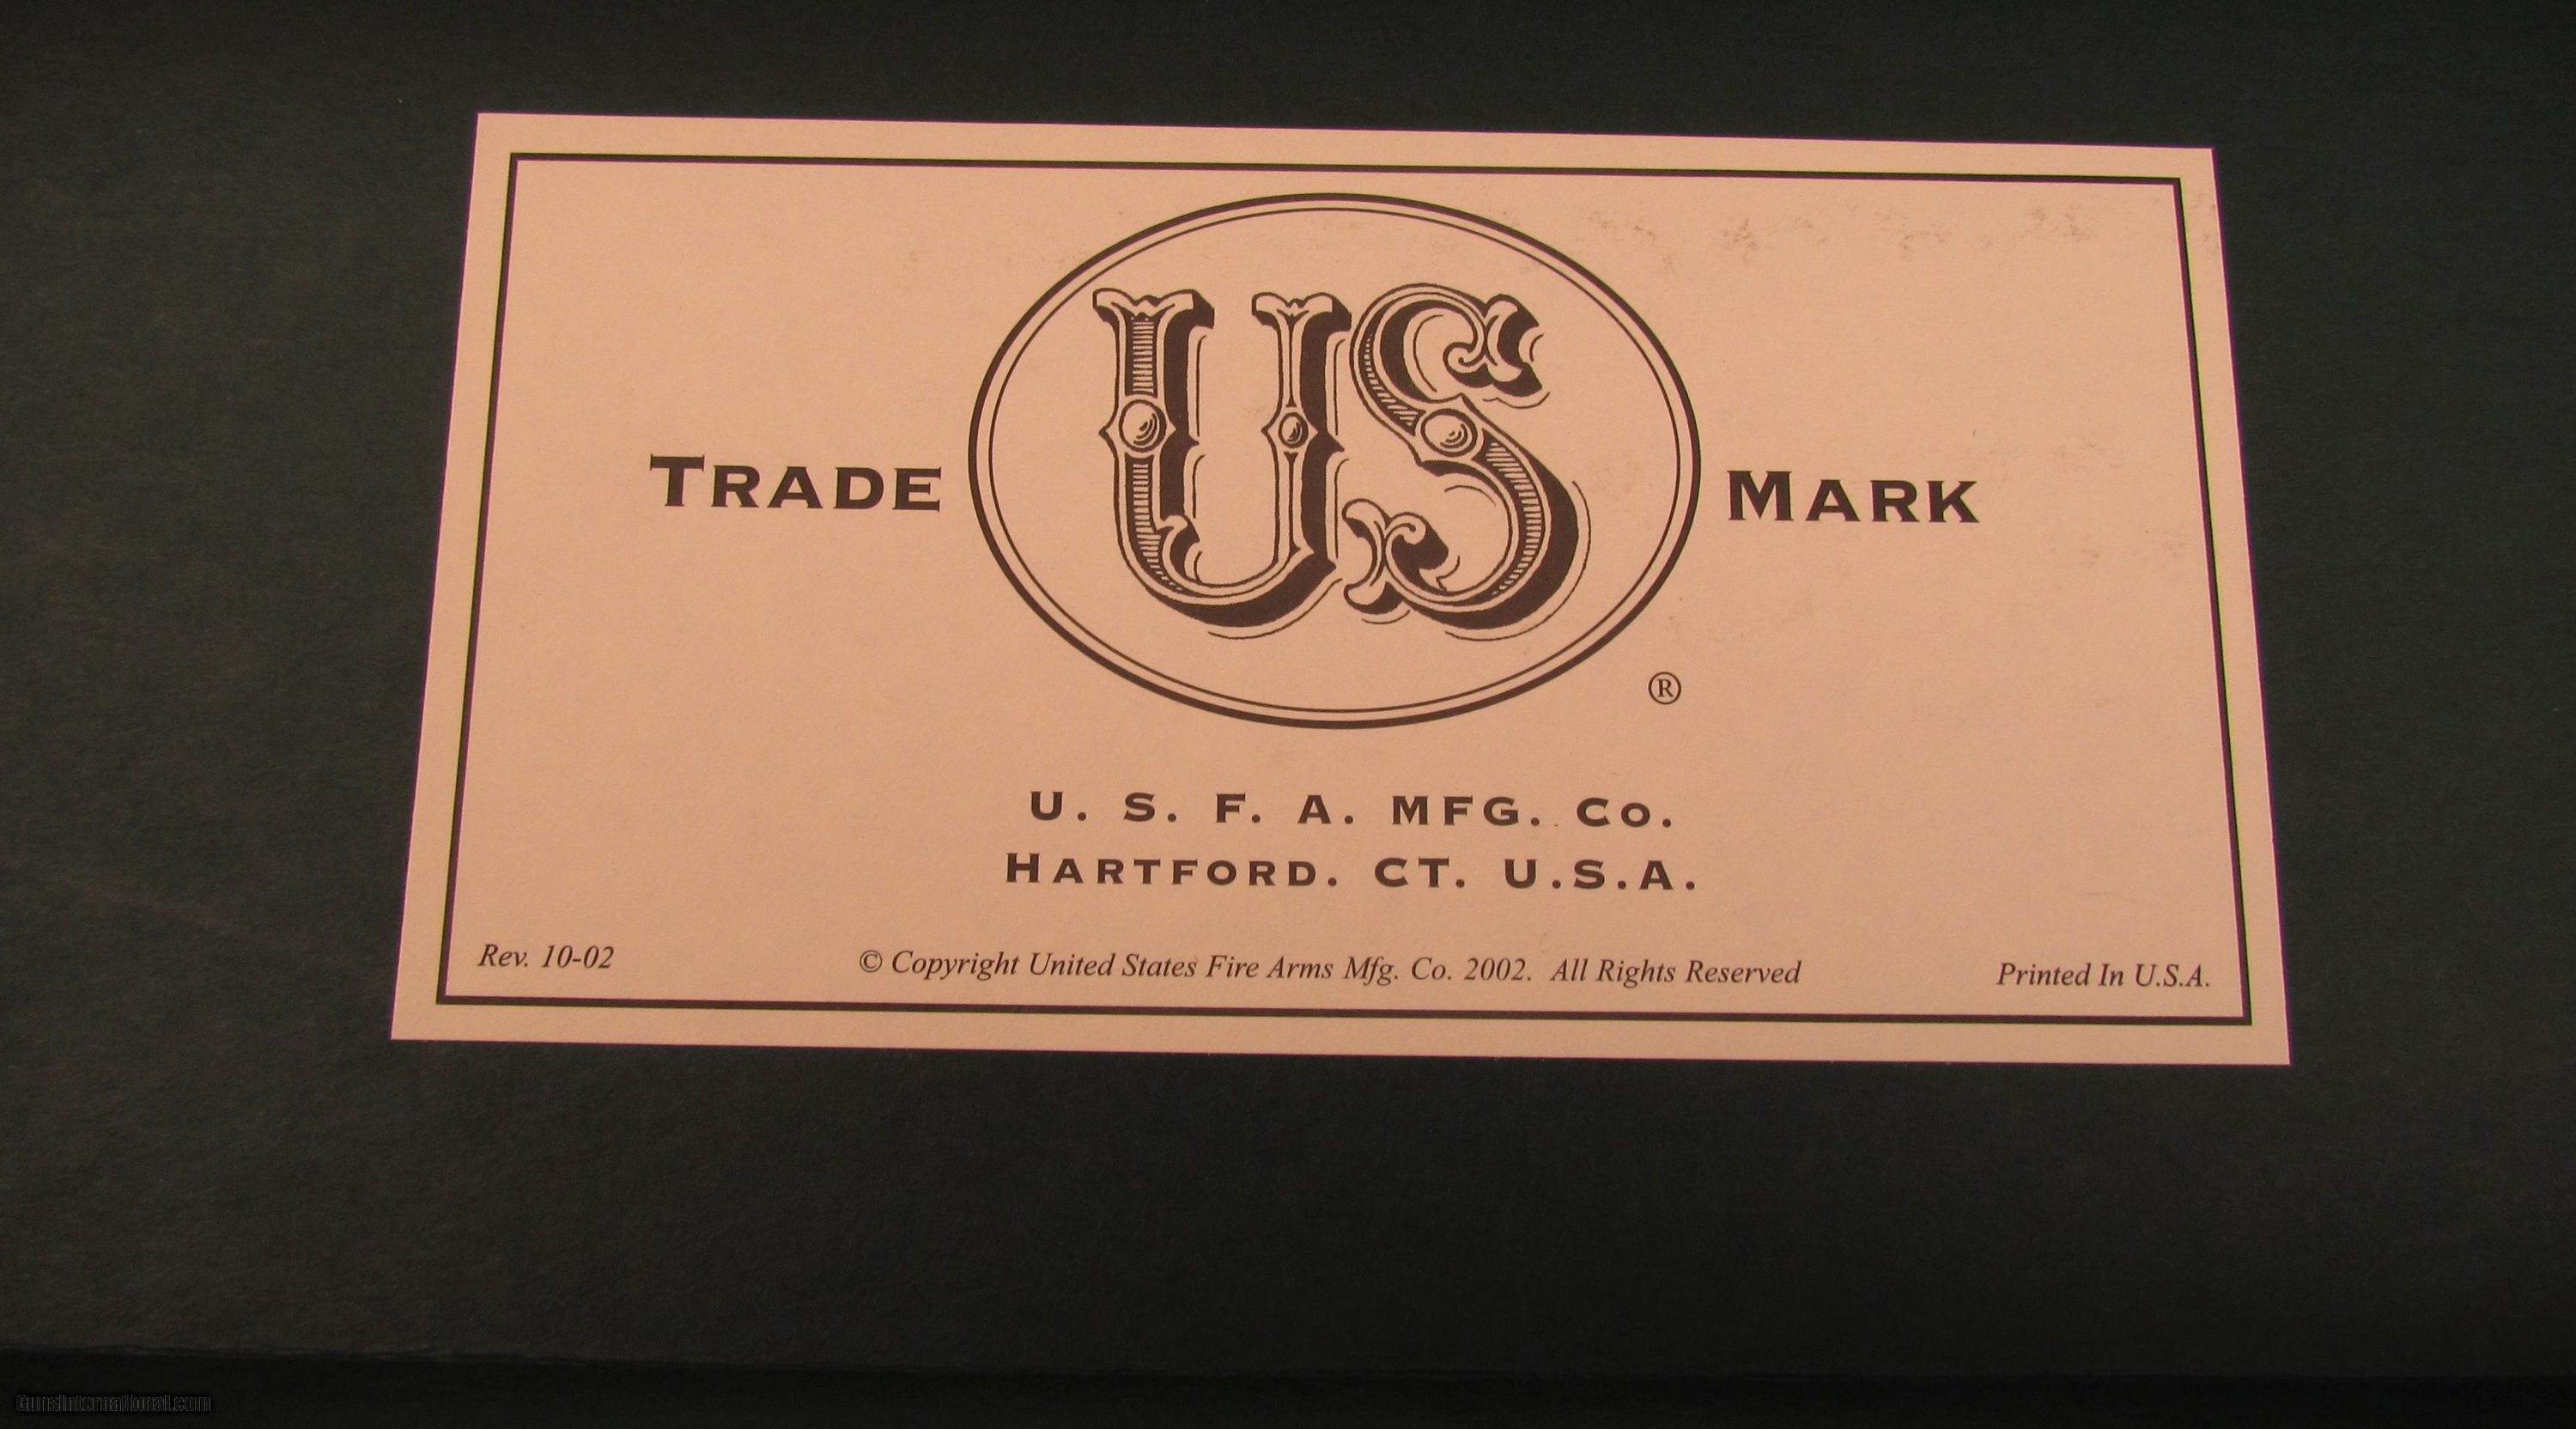 US
TRADE MARK
®
U. S. F. A. MFG. Co.
HARTFORD. CT. U.S.A.
Rev. 10-02 © Copyright United States Fire Arms Mfg. Co. 2002. All Rights Reserved Printed In U.S.A.
GunsInternational.com